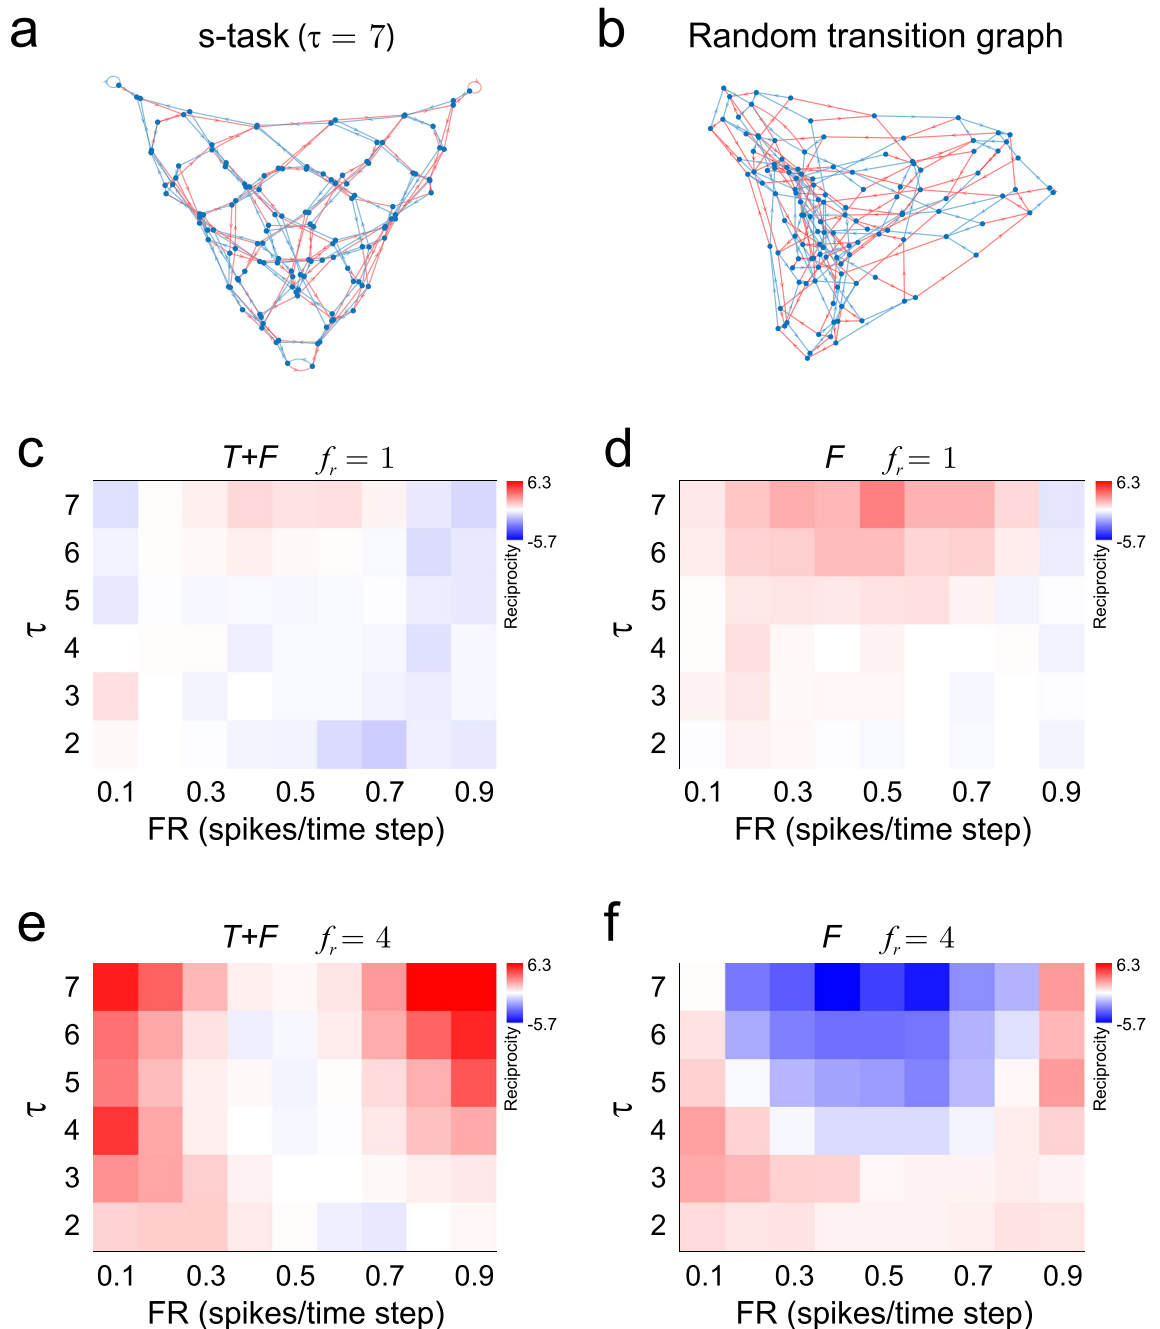 a
s-task (τ = 7)
b
Random transition graph
c
T+F fr = 1
7
6
5
4
3
2
τ
0.1 0.3 0.5 0.7 0.9
FR (spikes/time step)
6.3
-5.7
Reciprocity
d
F fr = 1
7
6
5
4
3
2
τ
0.1 0.3 0.5 0.7 0.9
FR (spikes/time step)
6.3
-5.7
Reciprocity
e
T+F fr = 4
7
6
5
4
3
2
τ
0.1 0.3 0.5 0.7 0.9
FR (spikes/time step)
6.3
-5.7
Reciprocity
f
F fr = 4
7
6
5
4
3
2
τ
0.1 0.3 0.5 0.7 0.9
FR (spikes/time step)
6.3
-5.7
Reciprocity